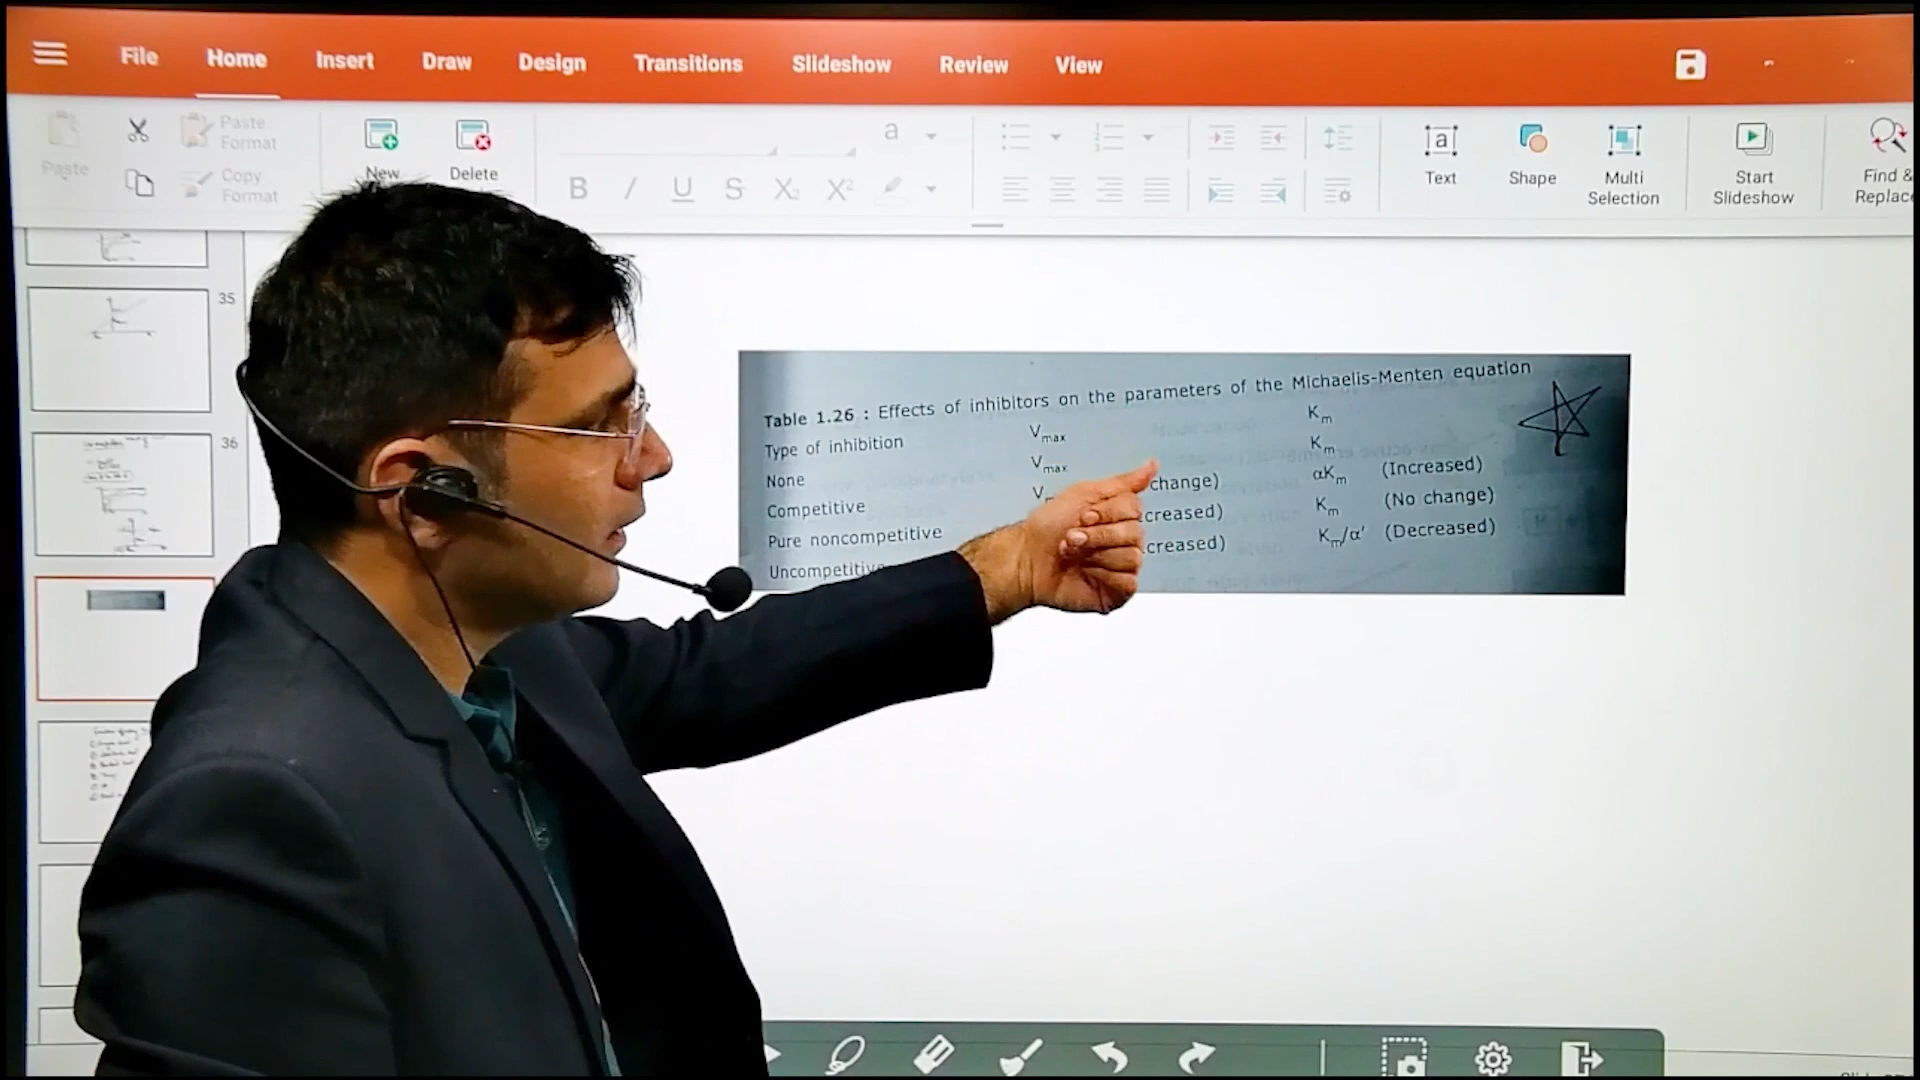 File Home Insert Draw Design Transitions Slideshow Review View
Paste
Paste Format
Copy Format
New
Delete
a
B I U S X₂ X²
Text
Shape
Multi Selection
Start Slideshow
Find &
35
36
Table 1.26 : Effects of inhibitors on the parameters of the Michaelis-Menten equation
Type of inhibition Vmax Km
None Vmax Km
Competitive change) αKm (Increased)
Pure noncompetitive creased) Km (No change)
Uncompetitive creased) Km/α' (Decreased)